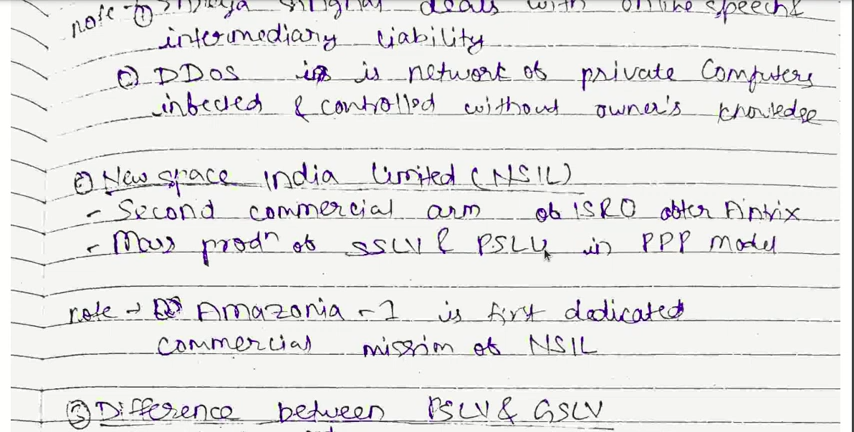 note → ① Shreya Singhal deals with online speech &
intermediary liability
② DDos is network of private Computers
infected & controlled without owner's knowledge
② New space India Limited (NSIL)
- Second commercial arm of ISRO after Antrix
- Mass prodⁿ of SSLV & PSLV in PPP model
note → Amazonia - 1 is first dedicated
commercial mission of NSIL
③ Difference between PSLV & GSLV